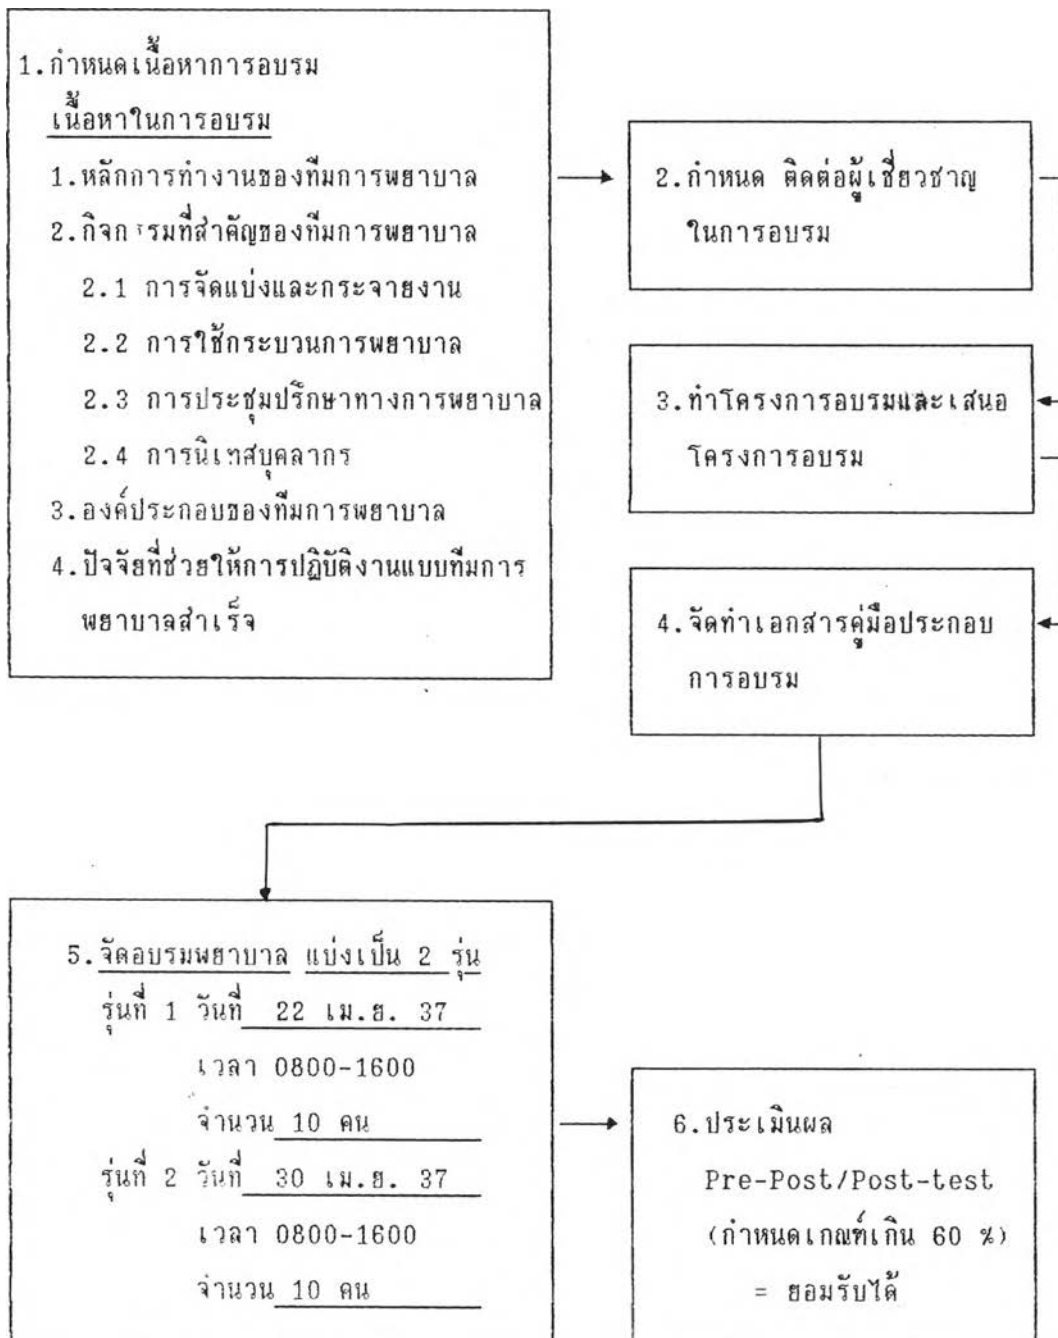 1.กำหนดเนื้อหาการอบรม
เนื้อหาในการอบรม
1.หลักการทำงานของทีมการพยาบาล
2.กิจกรรมที่สำคัญของทีมการพยาบาล
2.1 การจัดแบ่งและกระจายงาน
2.2 การใช้กระบวนการพยาบาล
2.3 การประชุมปรึกษาทางการพยาบาล
2.4 การนิเทศบุคลากร
3.องค์ประกอบของทีมการพยาบาล
4.ปัจจัยที่ช่วยให้การปฏิบัติงานแบบทีมการ
พยาบาลสำเร็จ
2.กำหนด ติดต่อผู้เชี่ยวชาญ
ในการอบรม
3.ทำโครงการอบรมและเสนอ
โครงการอบรม
4.จัดทำเอกสารคู่มือประกอบ
การอบรม
5.จัดอบรมพยาบาล แบ่งเป็น 2 รุ่น
รุ่นที่ 1 วันที่ 22 เม.ย. 37
เวลา 0800-1600
จำนวน 10 คน
รุ่นที่ 2 วันที่ 30 เม.ย. 37
เวลา 0800-1600
จำนวน 10 คน
6.ประเมินผล
Pre-Post/Post-test
(กำหนดเกณฑ์เกิน 60 %)
= ยอมรับได้